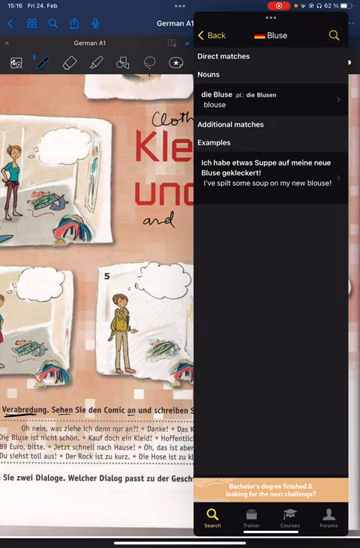 15:16 Fri 24. Feb
62 %
German A1
German A1
Back
Bluse
Direct matches
Nouns
die Bluse pl.: die Blusen
blouse
Additional matches
Examples
Ich habe etwas Suppe auf meine neue
Bluse gekleckert!
I've spilt some soup on my new blouse!
Cloth
Kle
und
and
5
Verabredung. Sehen Sie den Comic an und schreiben S
Oh nein, was ziehe ich denn nur an?! • Danke! • Das K
Die Bluse ist nicht schön. • Kauf doch ein Kleid! • Hoffentlic
89 Euro, bitte. • Jetzt schnell nach Hause! • Oh, das ist aber
Du siehst toll aus! • Der Rock ist zu kurz. • Die Hose ist zu kl
Sie zwei Dialoge. Welcher Dialog passt zu der Gesch
Bachelor's degree finished &
looking for the next challenge?
Search
Trainer
Courses
Forums